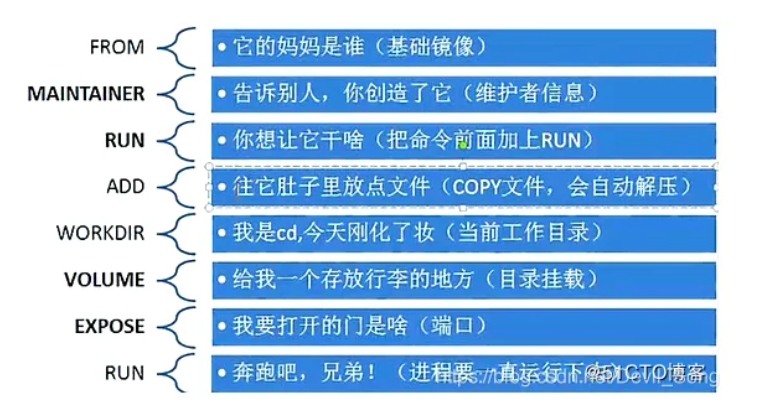 FROM
• 它的妈妈是谁（基础镜像）
MAINTAINER
• 告诉别人，你创造了它（维护者信息）
RUN
• 你想让它干啥（把命令前面加上RUN）
ADD
• 往它肚子里放点文件（COPY文件，会自动解压）
WORKDIR
• 我是cd,今天刚化了妆（当前工作目录）
VOLUME
• 给我一个存放行李的地方（目录挂载）
EXPOSE
• 我要打开的门是啥（端口）
RUN
• 奔跑吧，兄弟！（进程要一直运行下去）
https://blog.csdn.net/Devil_Song
@51CTO博客